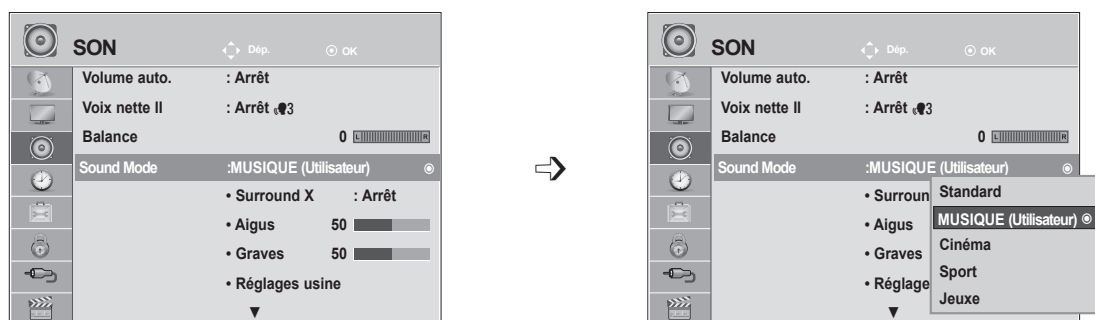 SON
Dép.
OK
Volume auto. : Arrêt
Voix nette II : Arrêt 3
Balance 0 L R
Sound Mode :MUSIQUE (Utilisateur)
• Surround X : Arrêt
• Aigus 50
• Graves 50
• Réglages usine
▼
SON
Dép.
OK
Volume auto. : Arrêt
Voix nette II : Arrêt 3
Balance 0 L R
Sound Mode :MUSIQUE (Utilisateur)
• Surroun
• Aigus
• Graves
• Réglage
▼
Standard
MUSIQUE (Utilisateur)
Cinéma
Sport
Jeuxe